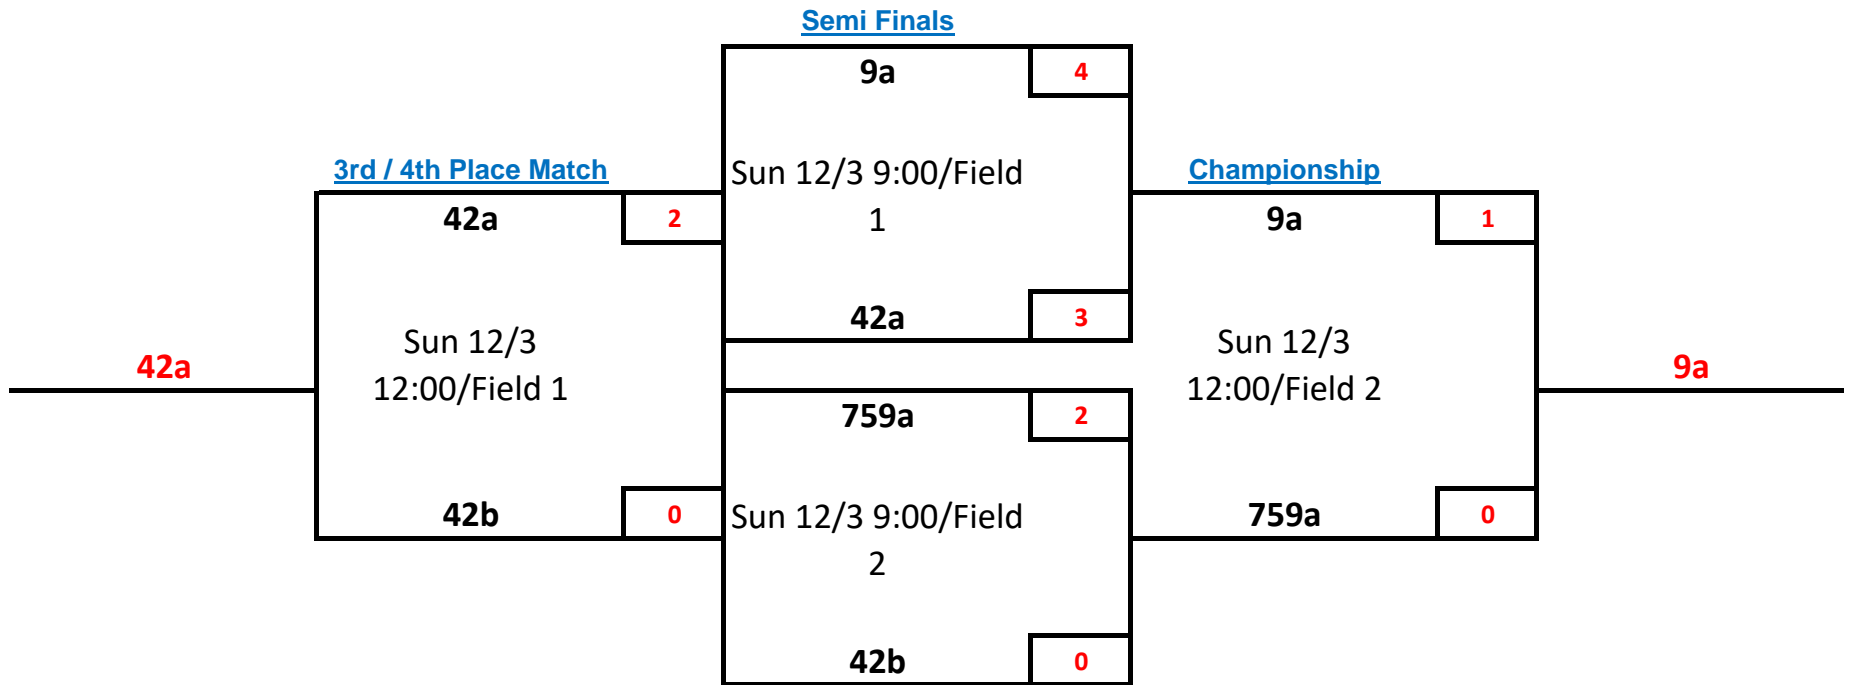 Semi Finals
9a 4
Sun 12/3 9:00/Field
1
42a 3
759a 2
Sun 12/3 9:00/Field
2
42b 0
3rd / 4th Place Match
42a 2
Sun 12/3
12:00/Field 1
42b 0
42a
Championship
9a 1
Sun 12/3
12:00/Field 2
759a 0
9a